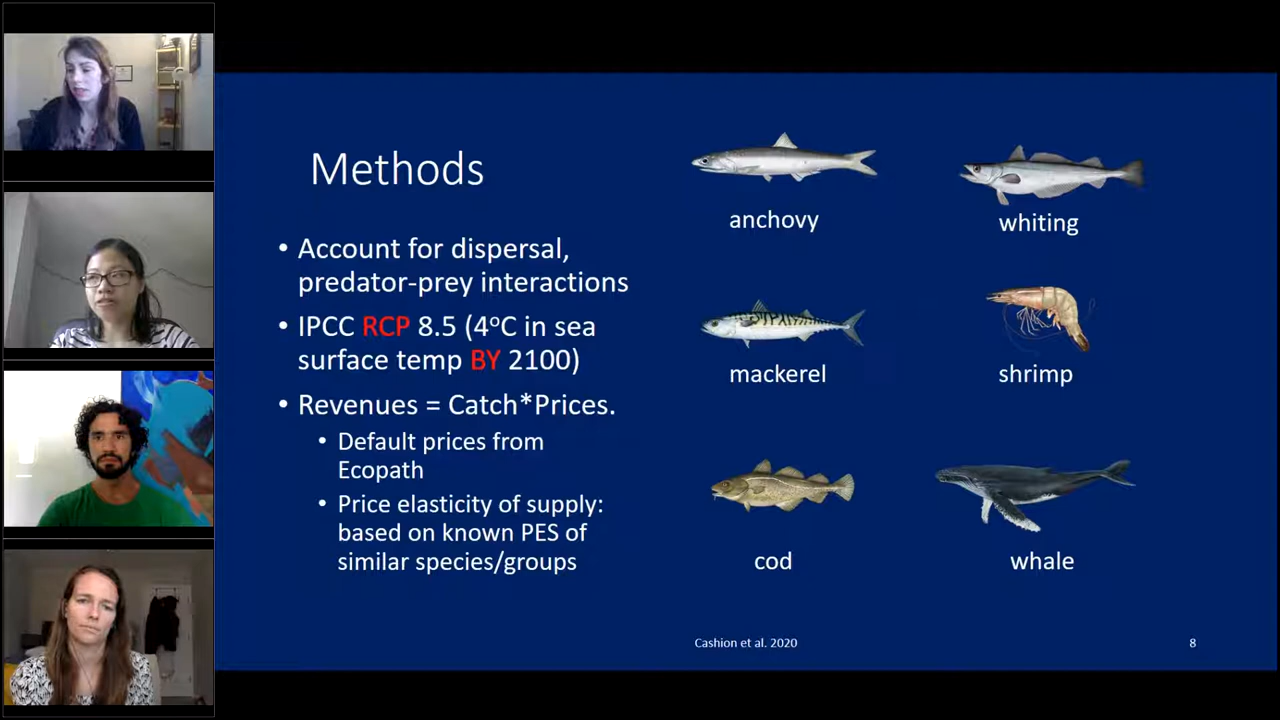 Methods
• Account for dispersal,
predator-prey interactions
• IPCC RCP 8.5 (4ºC in sea
surface temp BY 2100)
• Revenues = Catch*Prices.
• Default prices from
Ecopath
• Price elasticity of supply:
based on known PES of
similar species/groups
anchovy
whiting
mackerel
shrimp
cod
whale
Cashion et al. 2020
8